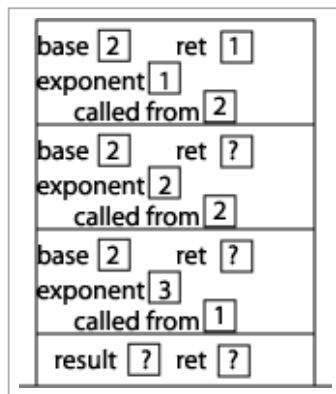 base 2 ret 1
exponent 1
called from 2
base 2 ret ?
exponent 2
called from 2
base 2 ret ?
exponent 3
called from 1
result ? ret ?